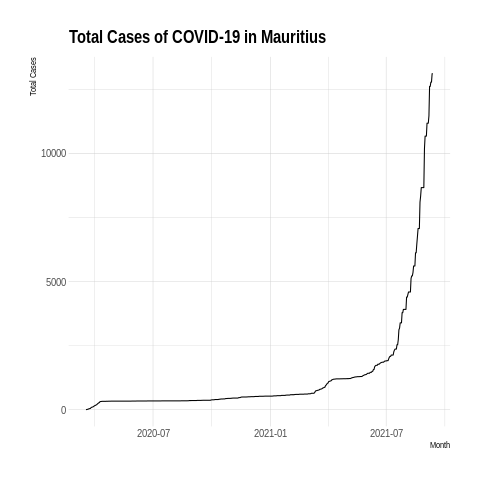 Total Cases of COVID-19 in Mauritius
Total Cases
10000
5000
0
2020-07
2021-01
2021-07
Month